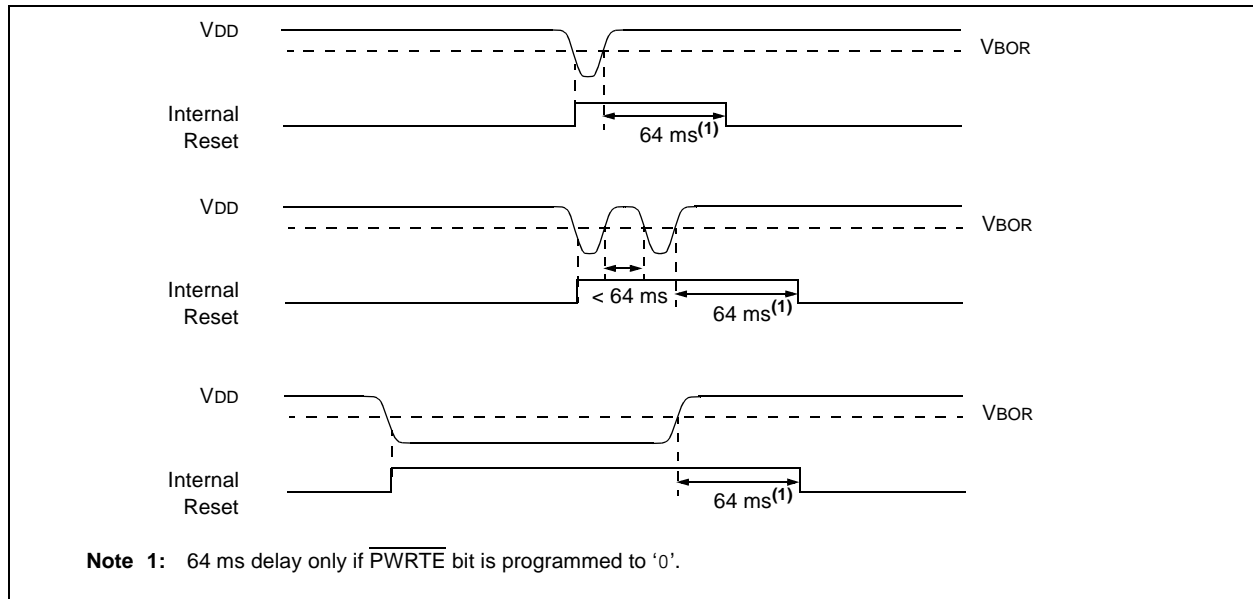 VDD
VBOR
Internal
Reset
64 ms(1)
VDD
VBOR
Internal
Reset
< 64 ms
64 ms(1)
VDD
VBOR
Internal
Reset
64 ms(1)
Note 1: 64 ms delay only if PWRTE bit is programmed to ‘0’.